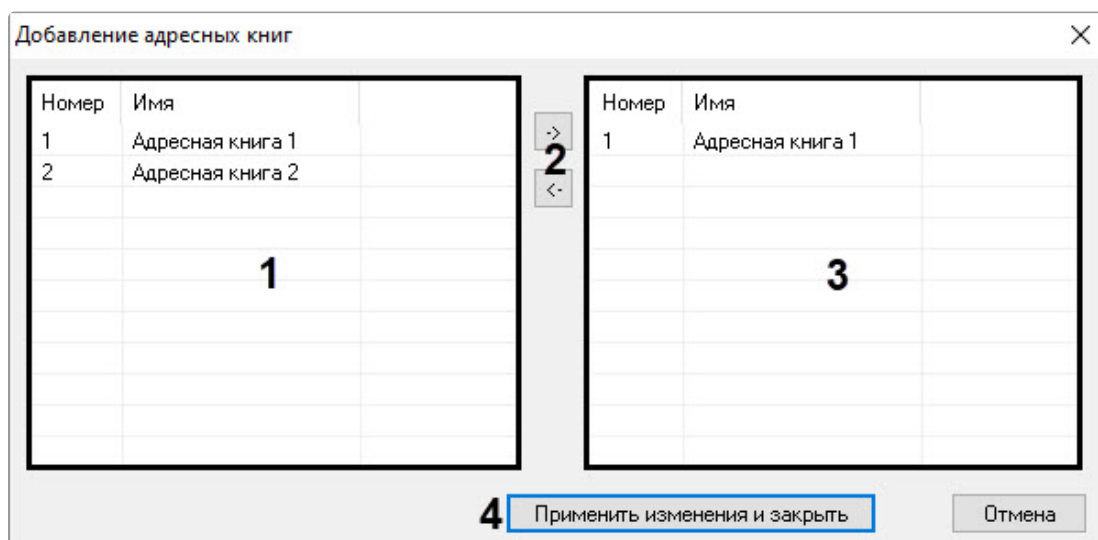 Добавление адресных книг
Номер Имя Номер Имя
1 Адресная книга 1 -> 1 Адресная книга 1
2
2 Адресная книга 2 <-
1 3
4 Применить изменения и закрыть Отмена